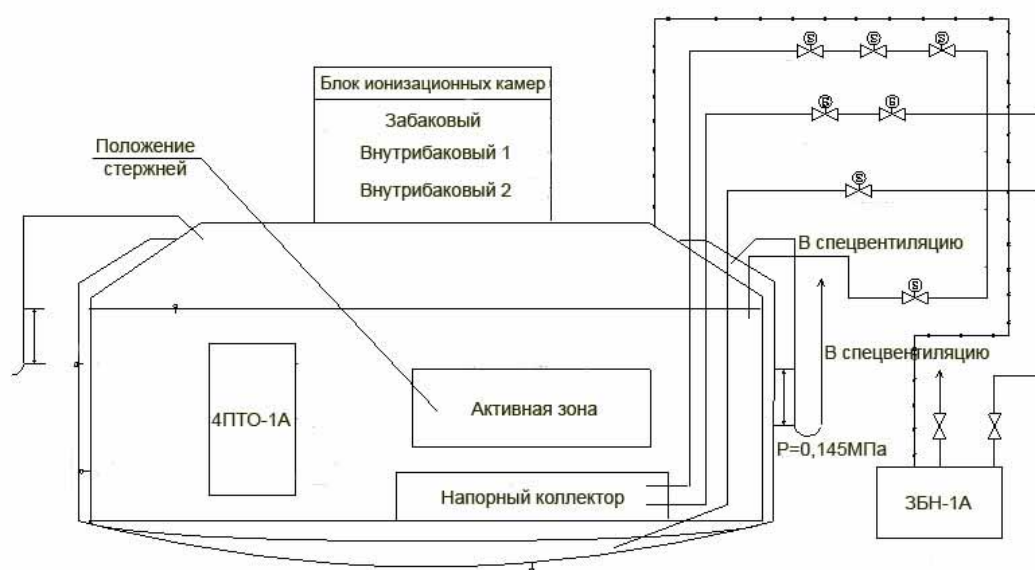 Блок ионизационных камер
Забаковый
Внутрибаковый 1
Внутрибаковый 2
Положение
стержней
В спецвентиляцию
В спецвентиляцию
4ПТО-1А
Активная зона
Р=0,145МПа
Напорный коллектор
ЗБН-1А